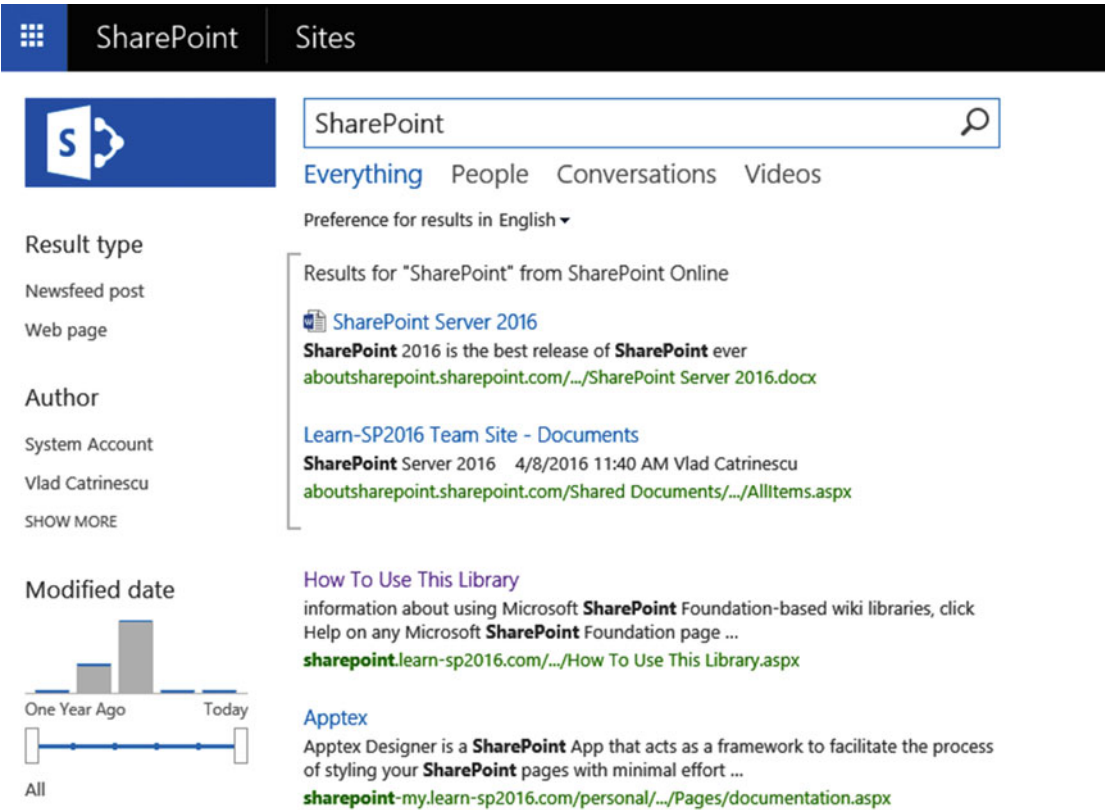 SharePoint Sites
S
SharePoint
Everything People Conversations Videos
Preference for results in English
Result type
Newsfeed post
Web page
Author
System Account
Vlad Catrinescu
SHOW MORE
Modified date
One Year Ago Today
All
Results for "SharePoint" from SharePoint Online
SharePoint Server 2016
SharePoint 2016 is the best release of SharePoint ever
aboutsharepoint.sharepoint.com/.../SharePoint Server 2016.docx
Learn-SP2016 Team Site - Documents
SharePoint Server 2016 4/8/2016 11:40 AM Vlad Catrinescu
aboutsharepoint.sharepoint.com/Shared Documents/.../AllItems.aspx
How To Use This Library
information about using Microsoft SharePoint Foundation-based wiki libraries, click
Help on any Microsoft SharePoint Foundation page ...
sharepoint.learn-sp2016.com/.../How To Use This Library.aspx
Apptex
Apptex Designer is a SharePoint App that acts as a framework to facilitate the process
of styling your SharePoint pages with minimal effort ...
sharepoint-my.learn-sp2016.com/personal/.../Pages/documentation.aspx